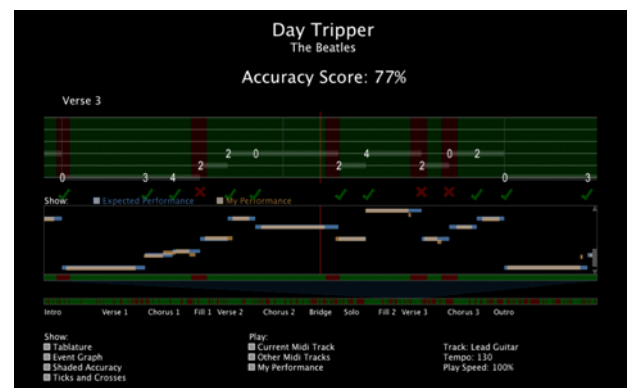 Day Tripper
The Beatles
Accuracy Score: 77%
Verse 3
2 0 4 0 2
2 2 2
0 3 4 0 3
Show: Expected Performance My Performance
Intro Verse 1 Chorus 1 Fill 1 Verse 2 Chorus 2 Bridge Solo Fill 2 Verse 3 Chorus 3 Outro
Show: Play:
Tablature Current Midi Track Track: Lead Guitar
Event Graph Other Midi Tracks Tempo: 130
Shaded Accuracy My Performance Play Speed: 100%
Ticks and Crosses